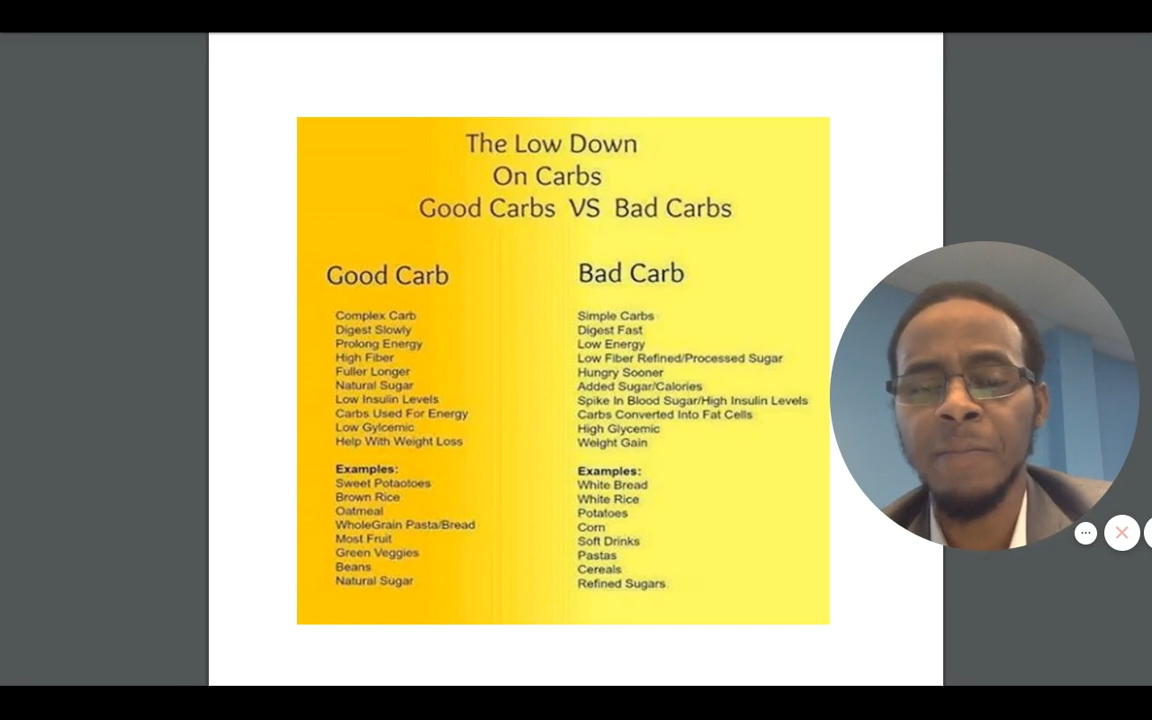 The Low Down
On Carbs
Good Carbs VS Bad Carbs
Good Carb
Complex Carb
Digest Slowly
Prolong Energy
High Fiber
Fuller Longer
Natural Sugar
Low Insulin Levels
Carbs Used For Energy
Low Gylcemic
Help With Weight Loss
Examples:
Sweet Potaotoes
Brown Rice
Oatmeal
WholeGrain Pasta/Bread
Most Fruit
Green Veggies
Beans
Natural Sugar
Bad Carb
Simple Carbs
Digest Fast
Low Energy
Low Fiber Refined/Processed Sugar
Hungry Sooner
Added Sugar/Calories
Spike In Blood Sugar/High Insulin Levels
Carbs Converted Into Fat Cells
High Glycemic
Weight Gain
Examples:
White Bread
White Rice
Potatoes
Corn
Soft Drinks
Pastas
Cereals
Refined Sugars